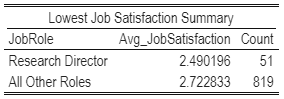 Lowest Job Satisfaction Summary
JobRole Avg_JobSatisfaction Count
Research Director 2.490196 51
All Other Roles 2.722833 819